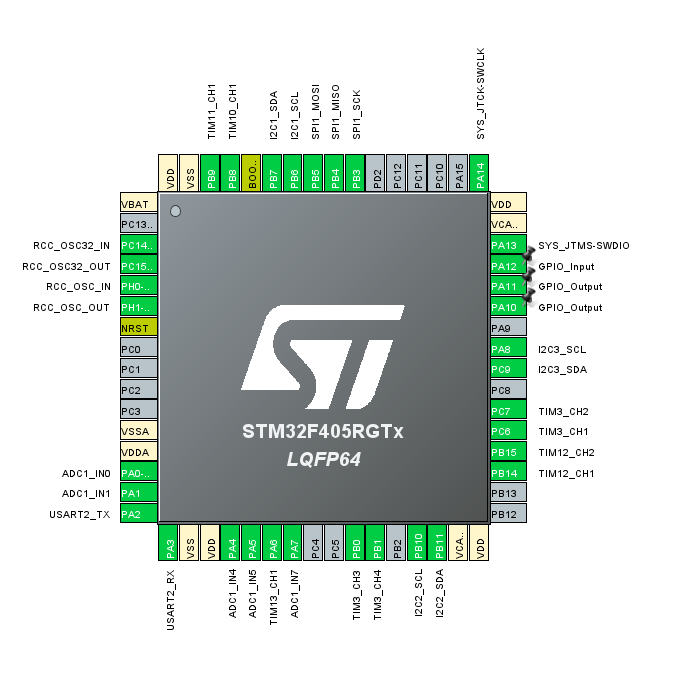 SYS_JTCK-SWCLK
TIM11_CH1
TIM10_CH1
I2C1_SDA
I2C1_SCL
SPI1_MOSI
SPI1_MISO
SPI1_SCK
VDD
VSS
PB9
PB8
BOO..
PB7
PB6
PB5
PB4
PB3
PD2
PC12
PC11
PC10
PA15
PA14
VBAT
PC13..
RCC_OSC32_IN PC14..
RCC_OSC32_OUT PC15..
RCC_OSC_IN PH0-..
RCC_OSC_OUT PH1-..
NRST
PC0
PC1
PC2
PC3
VSSA
VDDA
ADC1_IN0 PA0-..
ADC1_IN1 PA1
USART2_TX PA2
ST
STM32F405RGTx
LQFP64
VDD
VCA..
PA13 SYS_JTMS-SWDIO
PA12 GPIO_Input
PA11 GPIO_Output
PA10 GPIO_Output
PA9
PA8 I2C3_SCL
PC9 I2C3_SDA
PC8
PC7 TIM3_CH2
PC6 TIM3_CH1
PB15 TIM12_CH2
PB14 TIM12_CH1
PB13
PB12
PA3
VSS
VDD
PA4
PA5
PA6
PA7
PC4
PC5
PB0
PB1
PB2
PB10
PB11
VCA..
VDD
USART2_RX
ADC1_IN4
ADC1_IN5
TIM13_CH1
ADC1_IN7
TIM3_CH3
TIM3_CH4
I2C2_SCL
I2C2_SDA